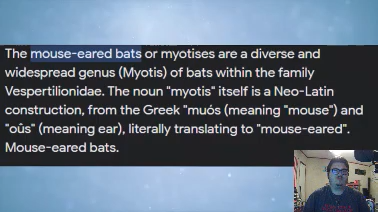 The mouse-eared bats or myotises are a diverse and
widespread genus (Myotis) of bats within the family
Vespertilionidae. The noun "myotis" itself is a Neo-Latin
construction, from the Greek "muós (meaning "mouse") and
"oûs" (meaning ear), literally translating to "mouse-eared".
Mouse-eared bats.